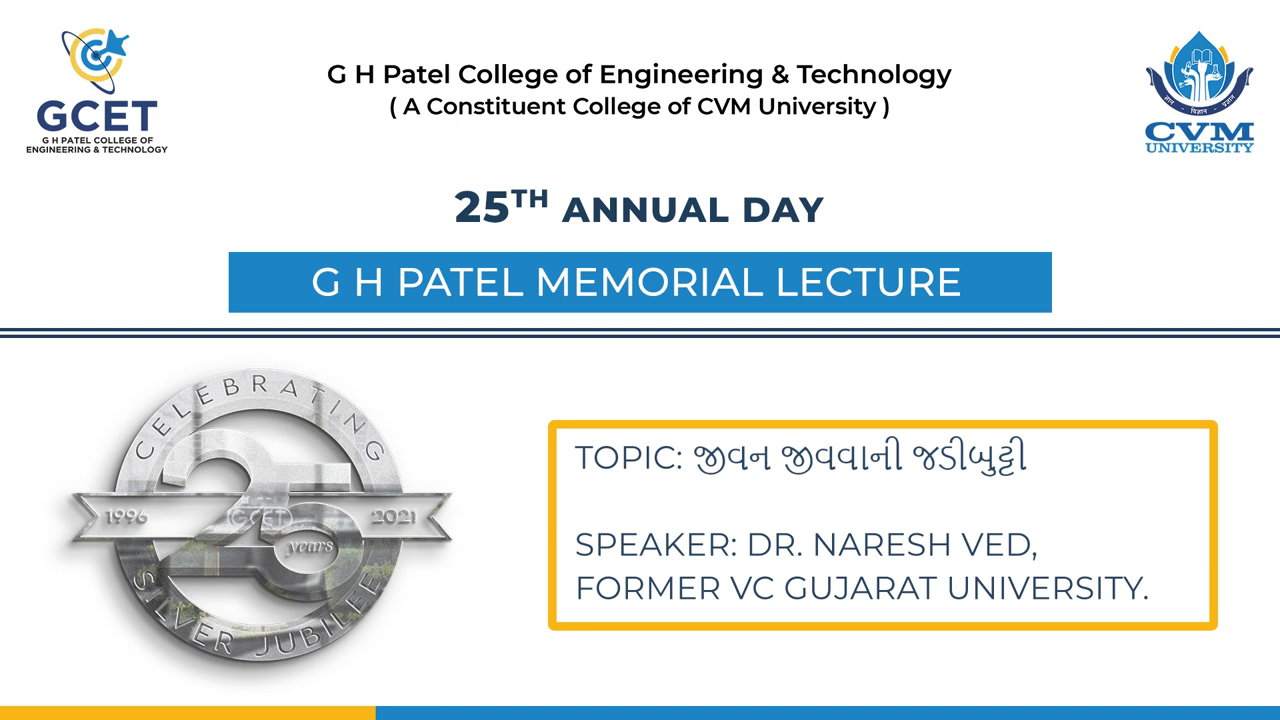 GCET
G H PATEL COLLEGE OF
ENGINEERING & TECHNOLOGY
G H Patel College of Engineering & Technology
( A Constituent College of CVM University )
ज्ञान - विज्ञान - प्रज्ञान
CVM
UNIVERSITY
25TH ANNUAL DAY
G H PATEL MEMORIAL LECTURE
CELEBRATING
25
1996 GCET 2021
years
SILVER JUBILEE
TOPIC: જીવન જીવવાની જડીબુટ્ટી
SPEAKER: DR. NARESH VED,
FORMER VC GUJARAT UNIVERSITY.